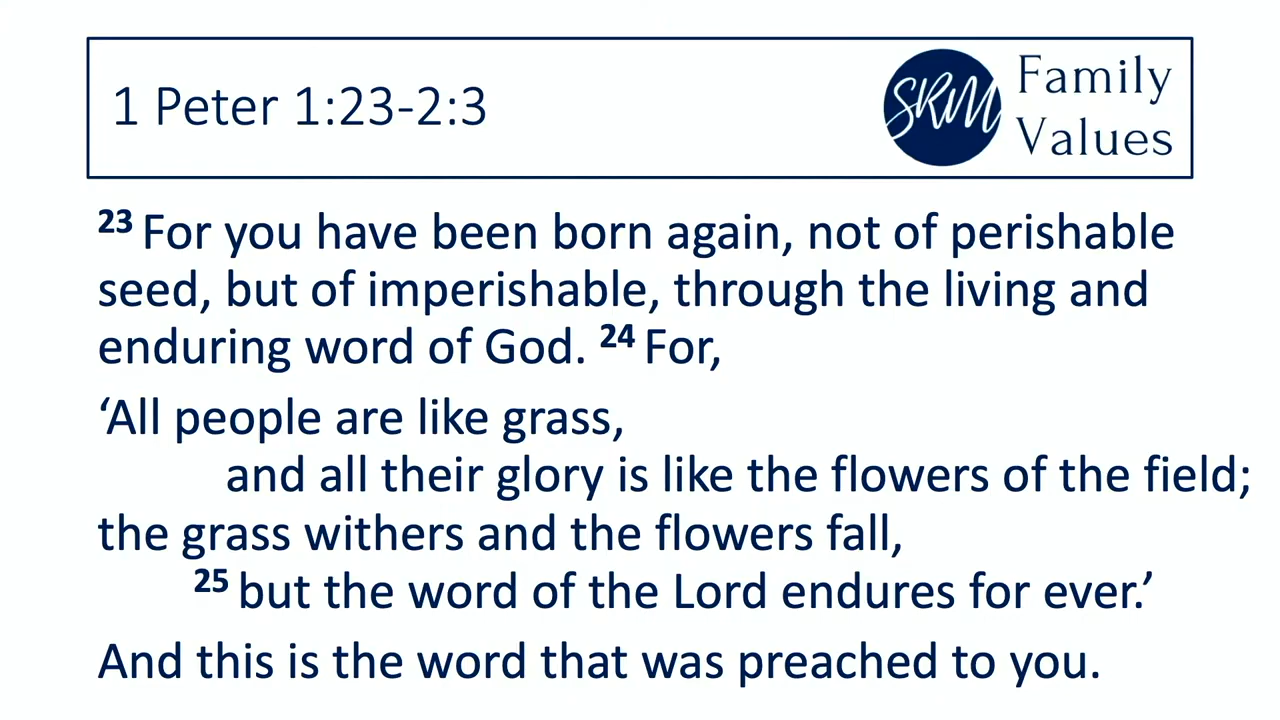 1 Peter 1:23-2:3
SRM
Family
Values
23 For you have been born again, not of perishable
seed, but of imperishable, through the living and
enduring word of God. 24 For,
‘All people are like grass,
and all their glory is like the flowers of the field;
the grass withers and the flowers fall,
25 but the word of the Lord endures for ever.’
And this is the word that was preached to you.